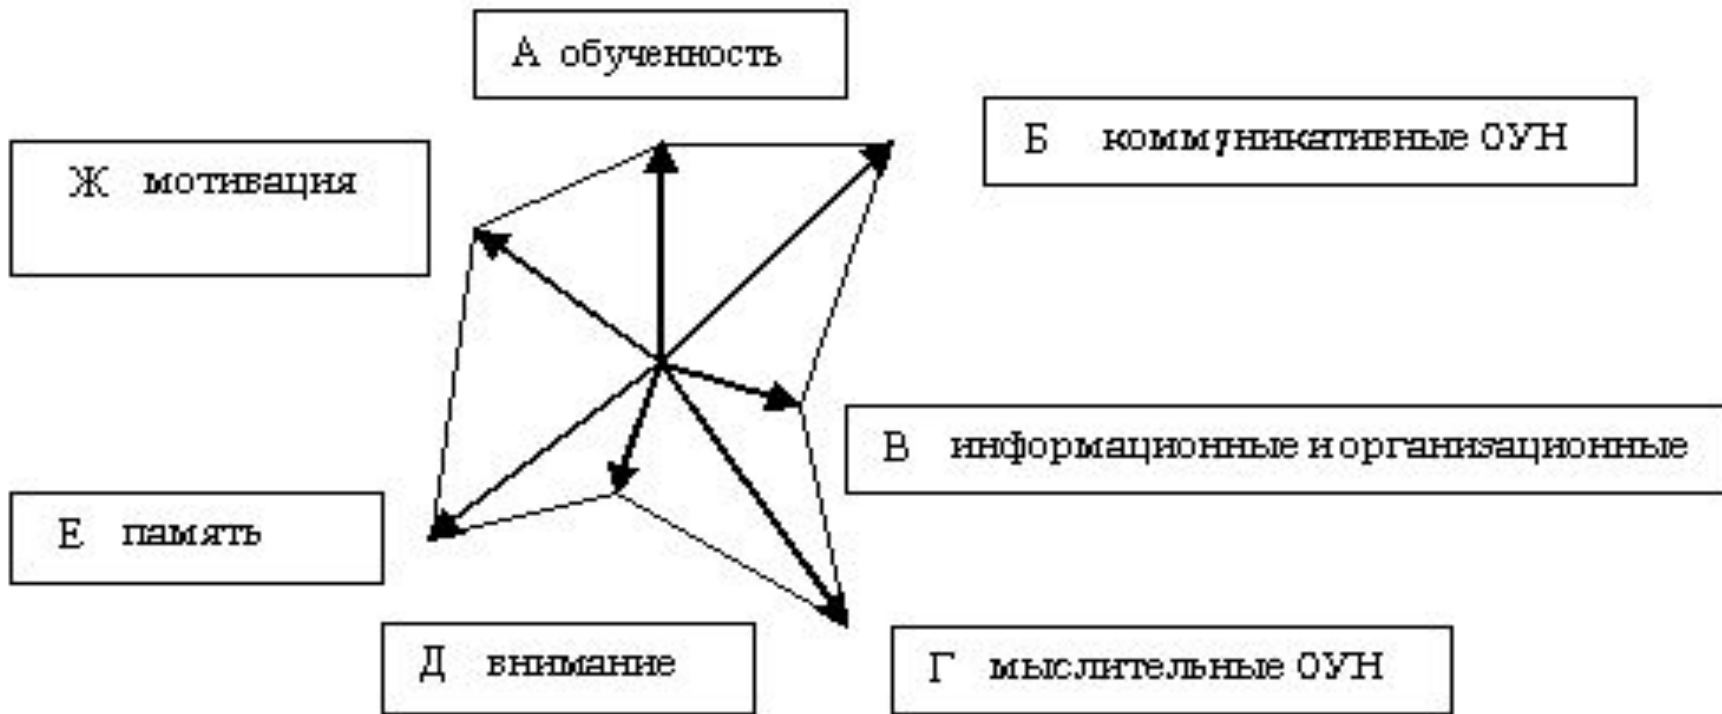 А обученность
Б коммуникативные ОУН
Ж мотивация
В информационные и организационные
Е память
Д внимание
Г мыслительные ОУН